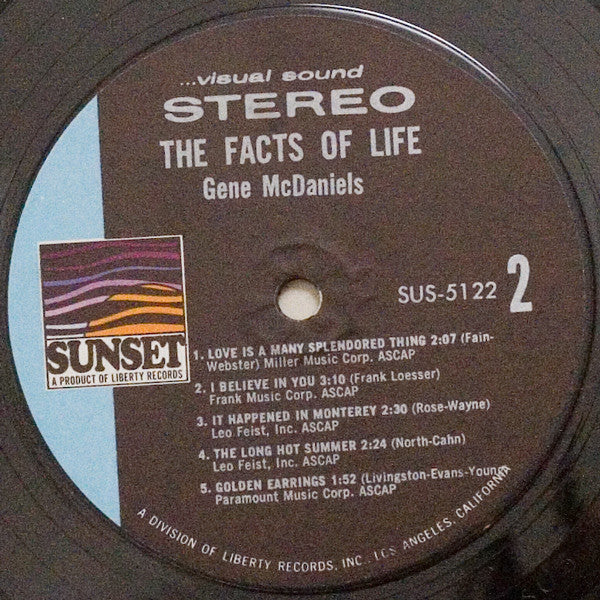 ...visual sound
STEREO
THE FACTS OF LIFE
Gene McDaniels
SUS-5122 2
SUNSET
A PRODUCT OF LIBERTY RECORDS
1. LOVE IS A MANY SPLENDORED THING 2:07 (Fain-
Webster) Miller Music Corp. ASCAP
2. I BELIEVE IN YOU 3:10 (Frank Loesser)
Frank Music Corp. ASCAP
3. IT HAPPENED IN MONTEREY 2:30 (Rose-Wayne)
Leo Feist, Inc. ASCAP
4. THE LONG HOT SUMMER 2:24 (North-Cahn)
Leo Feist, Inc. ASCAP
5. GOLDEN EARRINGS 1:52 (Livingston-Evans-Young)
Paramount Music Corp. ASCAP
A DIVISION OF LIBERTY RECORDS, INC., LOS ANGELES, CALIFORNIA